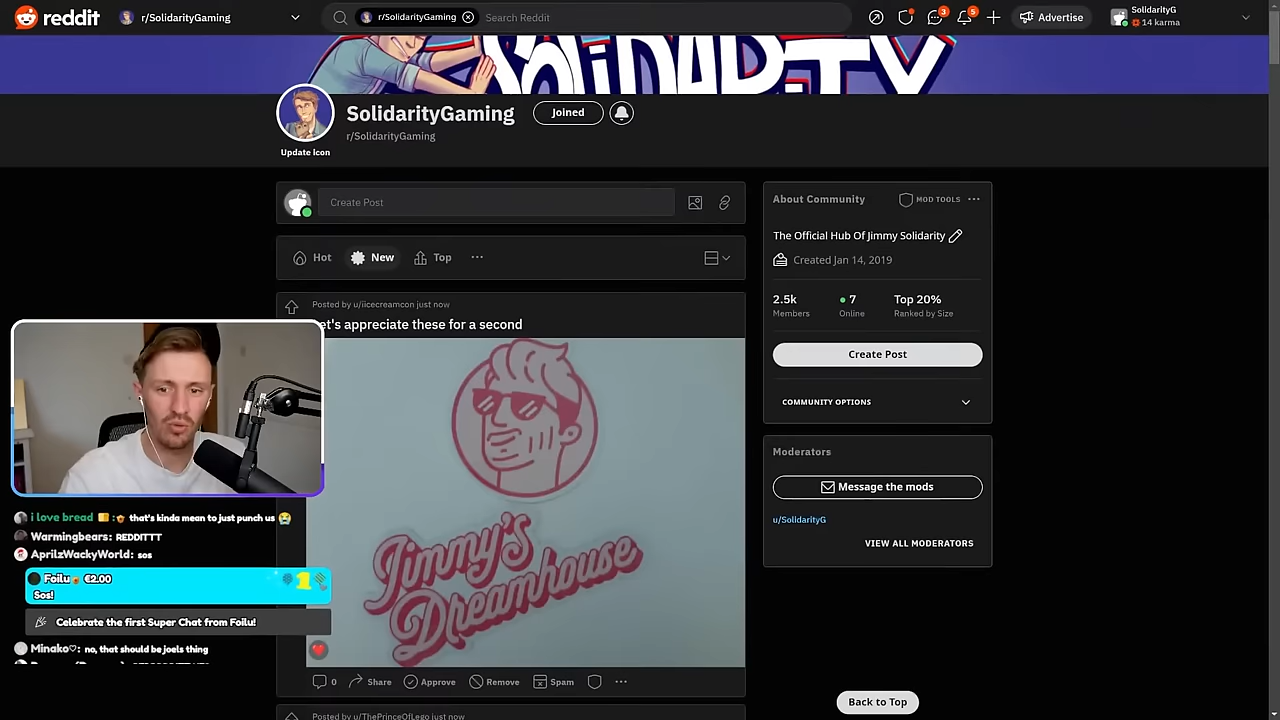 reddit
r/SolidarityGaming
r/SolidarityGaming
Search Reddit
3
5
Advertise
SolidarityG
14 karma
SOLIDARITY
Update Icon
SolidarityGaming
Joined
r/SolidarityGaming
Create Post
Hot
New
Top
Posted by u/iicecreamcon just now
et's appreciate these for a second
Jimmy's
Dreamhouse
0
Share
Approve
Remove
Spam
Posted by u/ThePrinceOfLego just now
About Community
MOD TOOLS
The Official Hub Of Jimmy Solidarity
Created Jan 14, 2019
2.5k
Members
7
Online
Top 20%
Ranked by Size
Create Post
COMMUNITY OPTIONS
Moderators
Message the mods
u/SolidarityG
VIEW ALL MODERATORS
Back to Top
i love bread : that's kinda mean to just punch us
Warmingbears: REDDITTT
AprilzWackyWorld: sos
Foilu €2.00
1
Sos!
Celebrate the first Super Chat from Foilu!
Minako♡: no, that should be joels thing